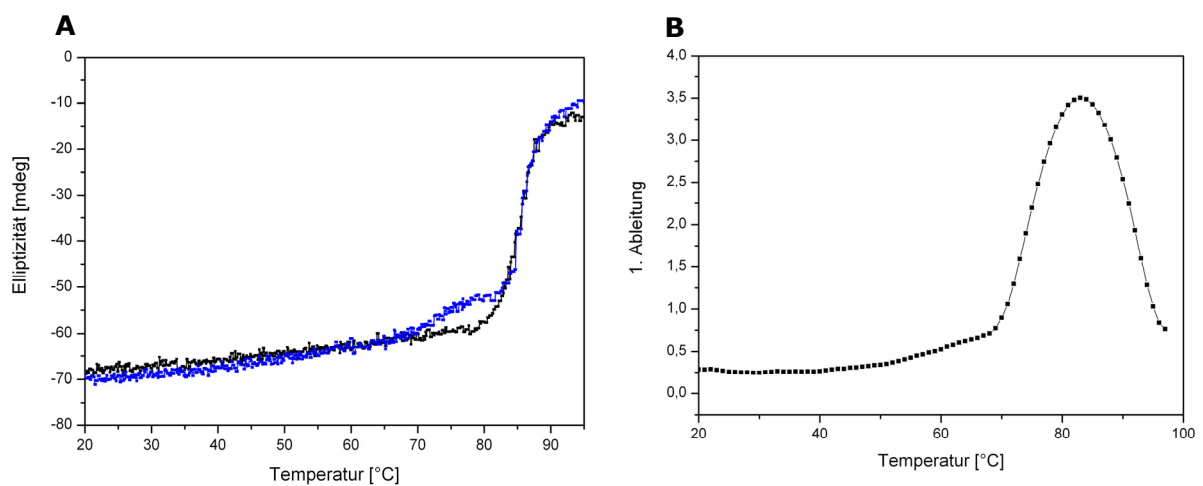 A
0
-10
-20
-30
-40
-50
-60
-70
-80
Elliptizität [mdeg]
20 30 40 50 60 70 80 90
Temperatur [°C]
B
4,0
3,5
3,0
2,5
2,0
1,5
1,0
0,5
0,0
1. Ableitung
20 40 60 80 100
Temperatur [°C]